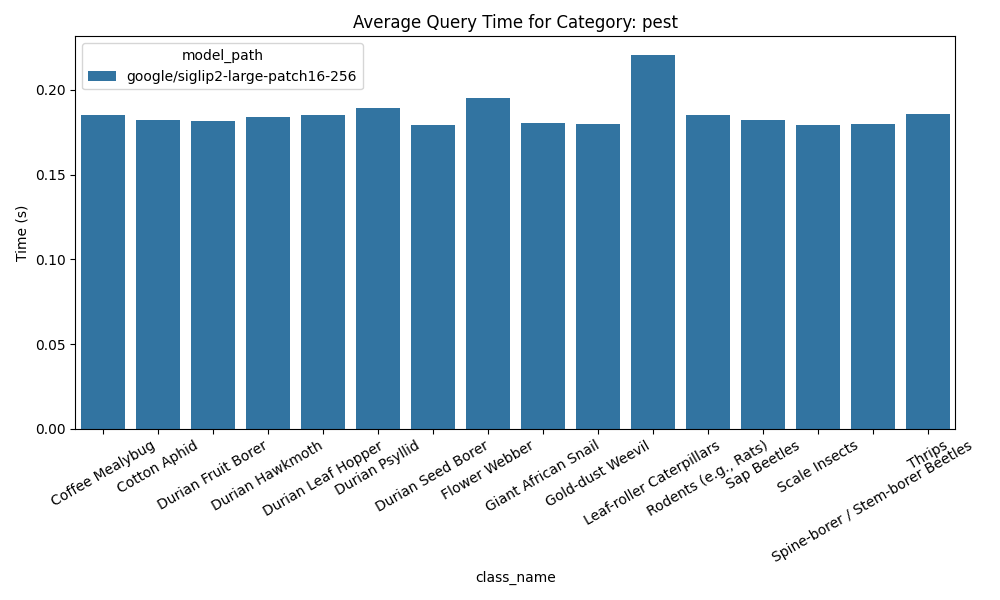 Average Query Time for Category: pest
model_path
google/siglip2-large-patch16-256
Time (s)
0.20
0.15
0.10
0.05
0.00
Coffee Mealybug
Cotton Aphid
Durian Fruit Borer
Durian Hawkmoth
Durian Leaf Hopper
Durian Psyllid
Durian Seed Borer
Flower Webber
Giant African Snail
Gold-dust Weevil
Leaf-roller Caterpillars
Rodents (e.g., Rats)
Sap Beetles
Scale Insects
Spine-borer / Stem-borer Beetles
Thrips
class_name